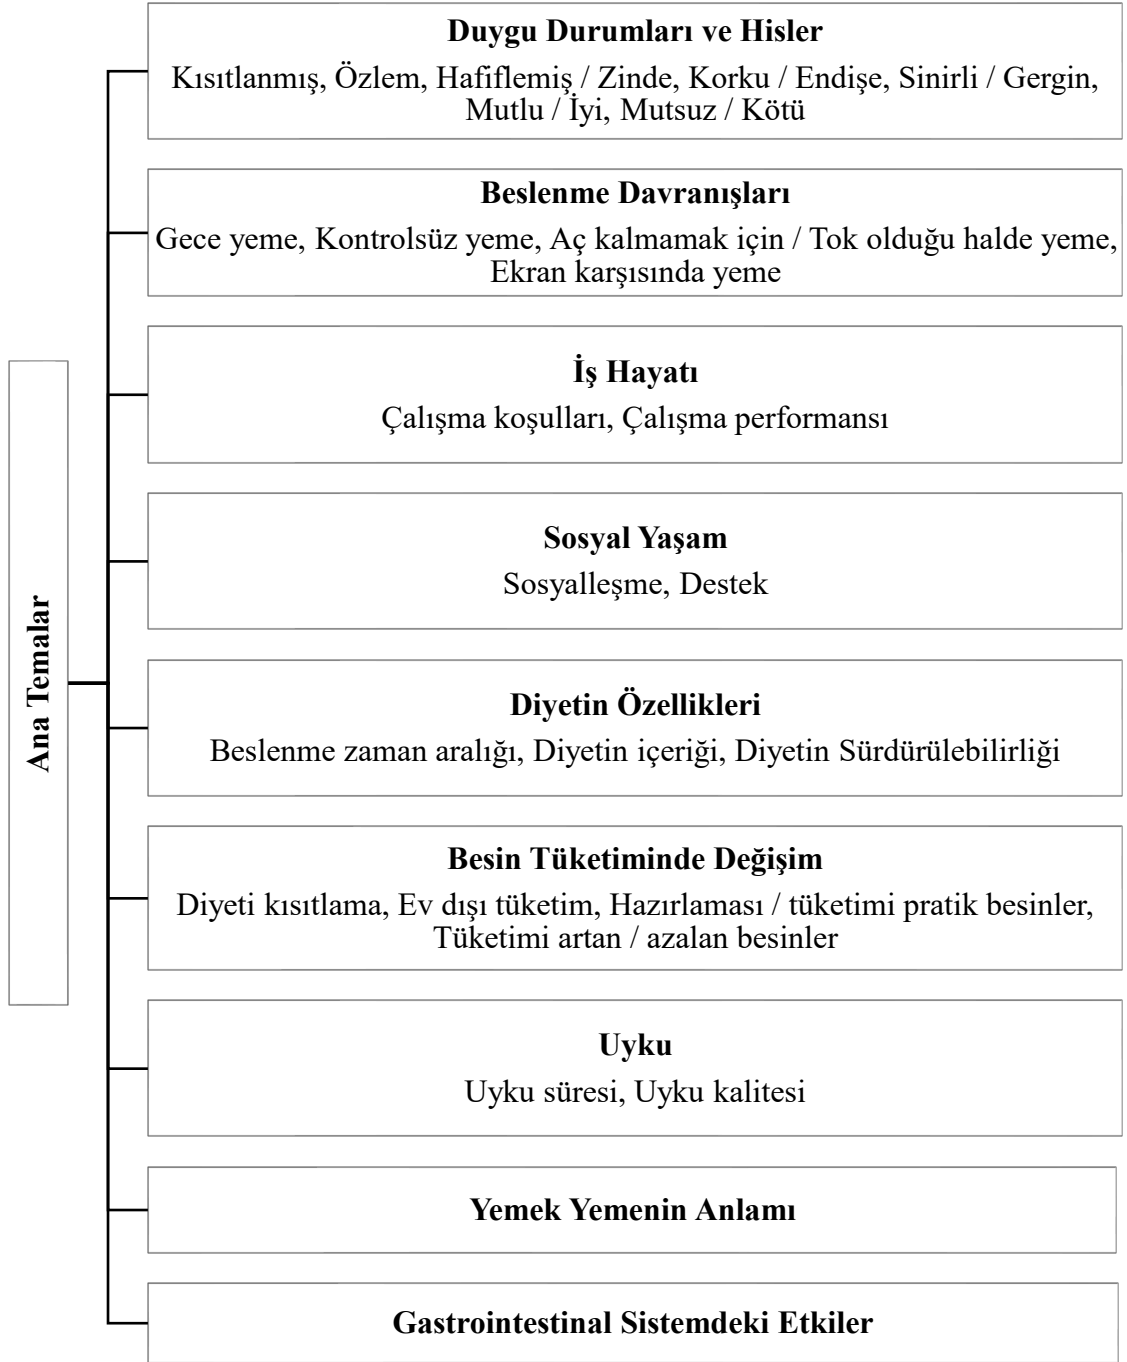 Ana Temalar
Duygu Durumları ve Hisler
Kısıtlanmış, Özlem, Hafiflemiş / Zinde, Korku / Endişe, Sinirli / Gergin,
Mutlu / İyi, Mutsuz / Kötü
Beslenme Davranışları
Gece yeme, Kontrolsüz yeme, Aç kalmamak için / Tok olduğu halde yeme,
Ekran karşısında yeme
İş Hayatı
Çalışma koşulları, Çalışma performansı
Sosyal Yaşam
Sosyalleşme, Destek
Diyetin Özellikleri
Beslenme zaman aralığı, Diyetin içeriği, Diyetin Sürdürülebilirliği
Besin Tüketiminde Değişim
Diyeti kısıtlama, Ev dışı tüketim, Hazırlaması / tüketimi pratik besinler,
Tüketimi artan / azalan besinler
Uyku
Uyku süresi, Uyku kalitesi
Yemek Yemenin Anlamı
Gastrointestinal Sistemdeki Etkiler